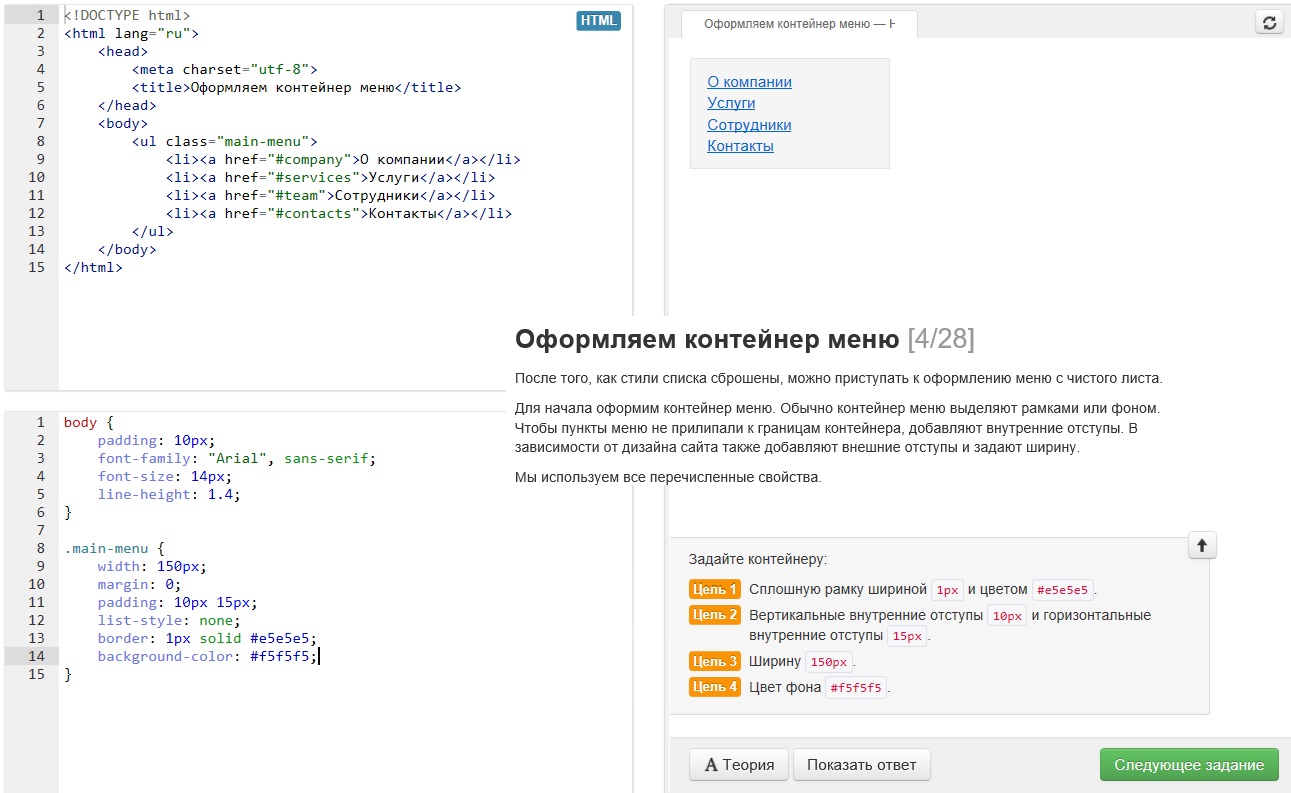 1 <!DOCTYPE html>
HTML
2 <html lang="ru">
3 <head>
4 <meta charset="utf-8">
5 <title>Оформляем контейнер меню</title>
6 </head>
7 <body>
8 <ul class="main-menu">
9 <li><a href="#company">О компании</a></li>
10 <li><a href="#services">Услуги</a></li>
11 <li><a href="#team">Сотрудники</a></li>
12 <li><a href="#contacts">Контакты</a></li>
13 </ul>
14 </body>
15 </html>
Оформляем контейнер меню —
О компании
Услуги
Сотрудники
Контакты
Оформляем контейнер меню [4/28]
После того, как стили списка сброшены, можно приступать к оформлению меню с чистого листа.
Для начала оформим контейнер меню. Обычно контейнер меню выделяют рамками или фоном.
Чтобы пункты меню не прилипали к границам контейнера, добавляют внутренние отступы. В
зависимости от дизайна сайта также добавляют внешние отступы и задают ширину.
Мы используем все перечисленные свойства.
1 body {
2 padding: 10px;
3 font-family: "Arial", sans-serif;
4 font-size: 14px;
5 line-height: 1.4;
6 }
7
8 .main-menu {
9 width: 150px;
10 margin: 0;
11 padding: 10px 15px;
12 list-style: none;
13 border: 1px solid #e5e5e5;
14 background-color: #f5f5f5;
15 }
Задайте контейнеру:
Цель 1 Сплошную рамку шириной 1px и цветом #e5e5e5.
Цель 2 Вертикальные внутренние отступы 10px и горизонтальные
внутренние отступы 15px.
Цель 3 Ширину 150px.
Цель 4 Цвет фона #f5f5f5.
A Теория
Показать ответ
Следующее задание